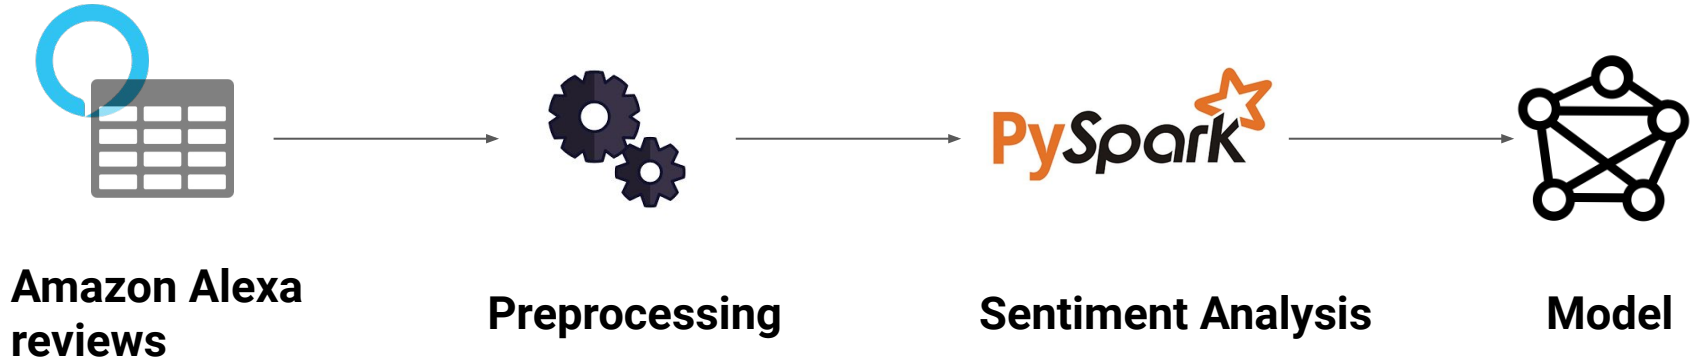 PySpark
Amazon Alexa
reviews
Preprocessing
Sentiment Analysis
Model